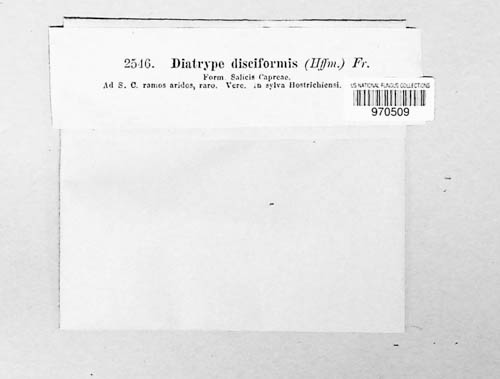 2546. Diatrype disciformis (Hffm.) Fr.
Form. Salicis Capreae.
Ad S. C. ramos aridos, raro. Vere. in sylva Hostrichiensi.
US NATIONAL FUNGUS COLLECTIONS
970509